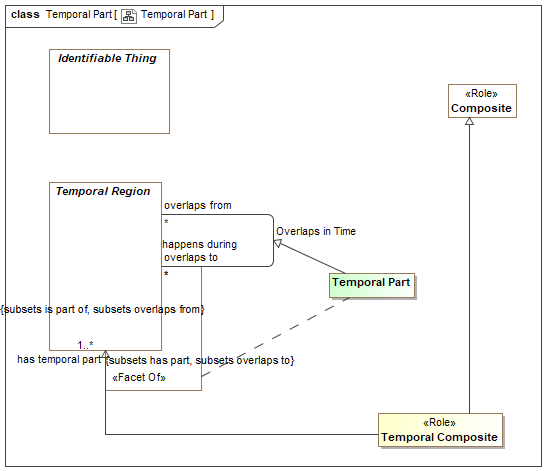 class Temporal Part [ Temporal Part ]
Identifiable Thing
«Role»
Composite
Temporal Region
overlaps from
*
Overlaps in Time
happens during
overlaps to
*
Temporal Part
{subsets is part of, subsets overlaps from}
1..*
has temporal part {subsets has part, subsets overlaps to}
«Facet Of»
«Role»
Temporal Composite